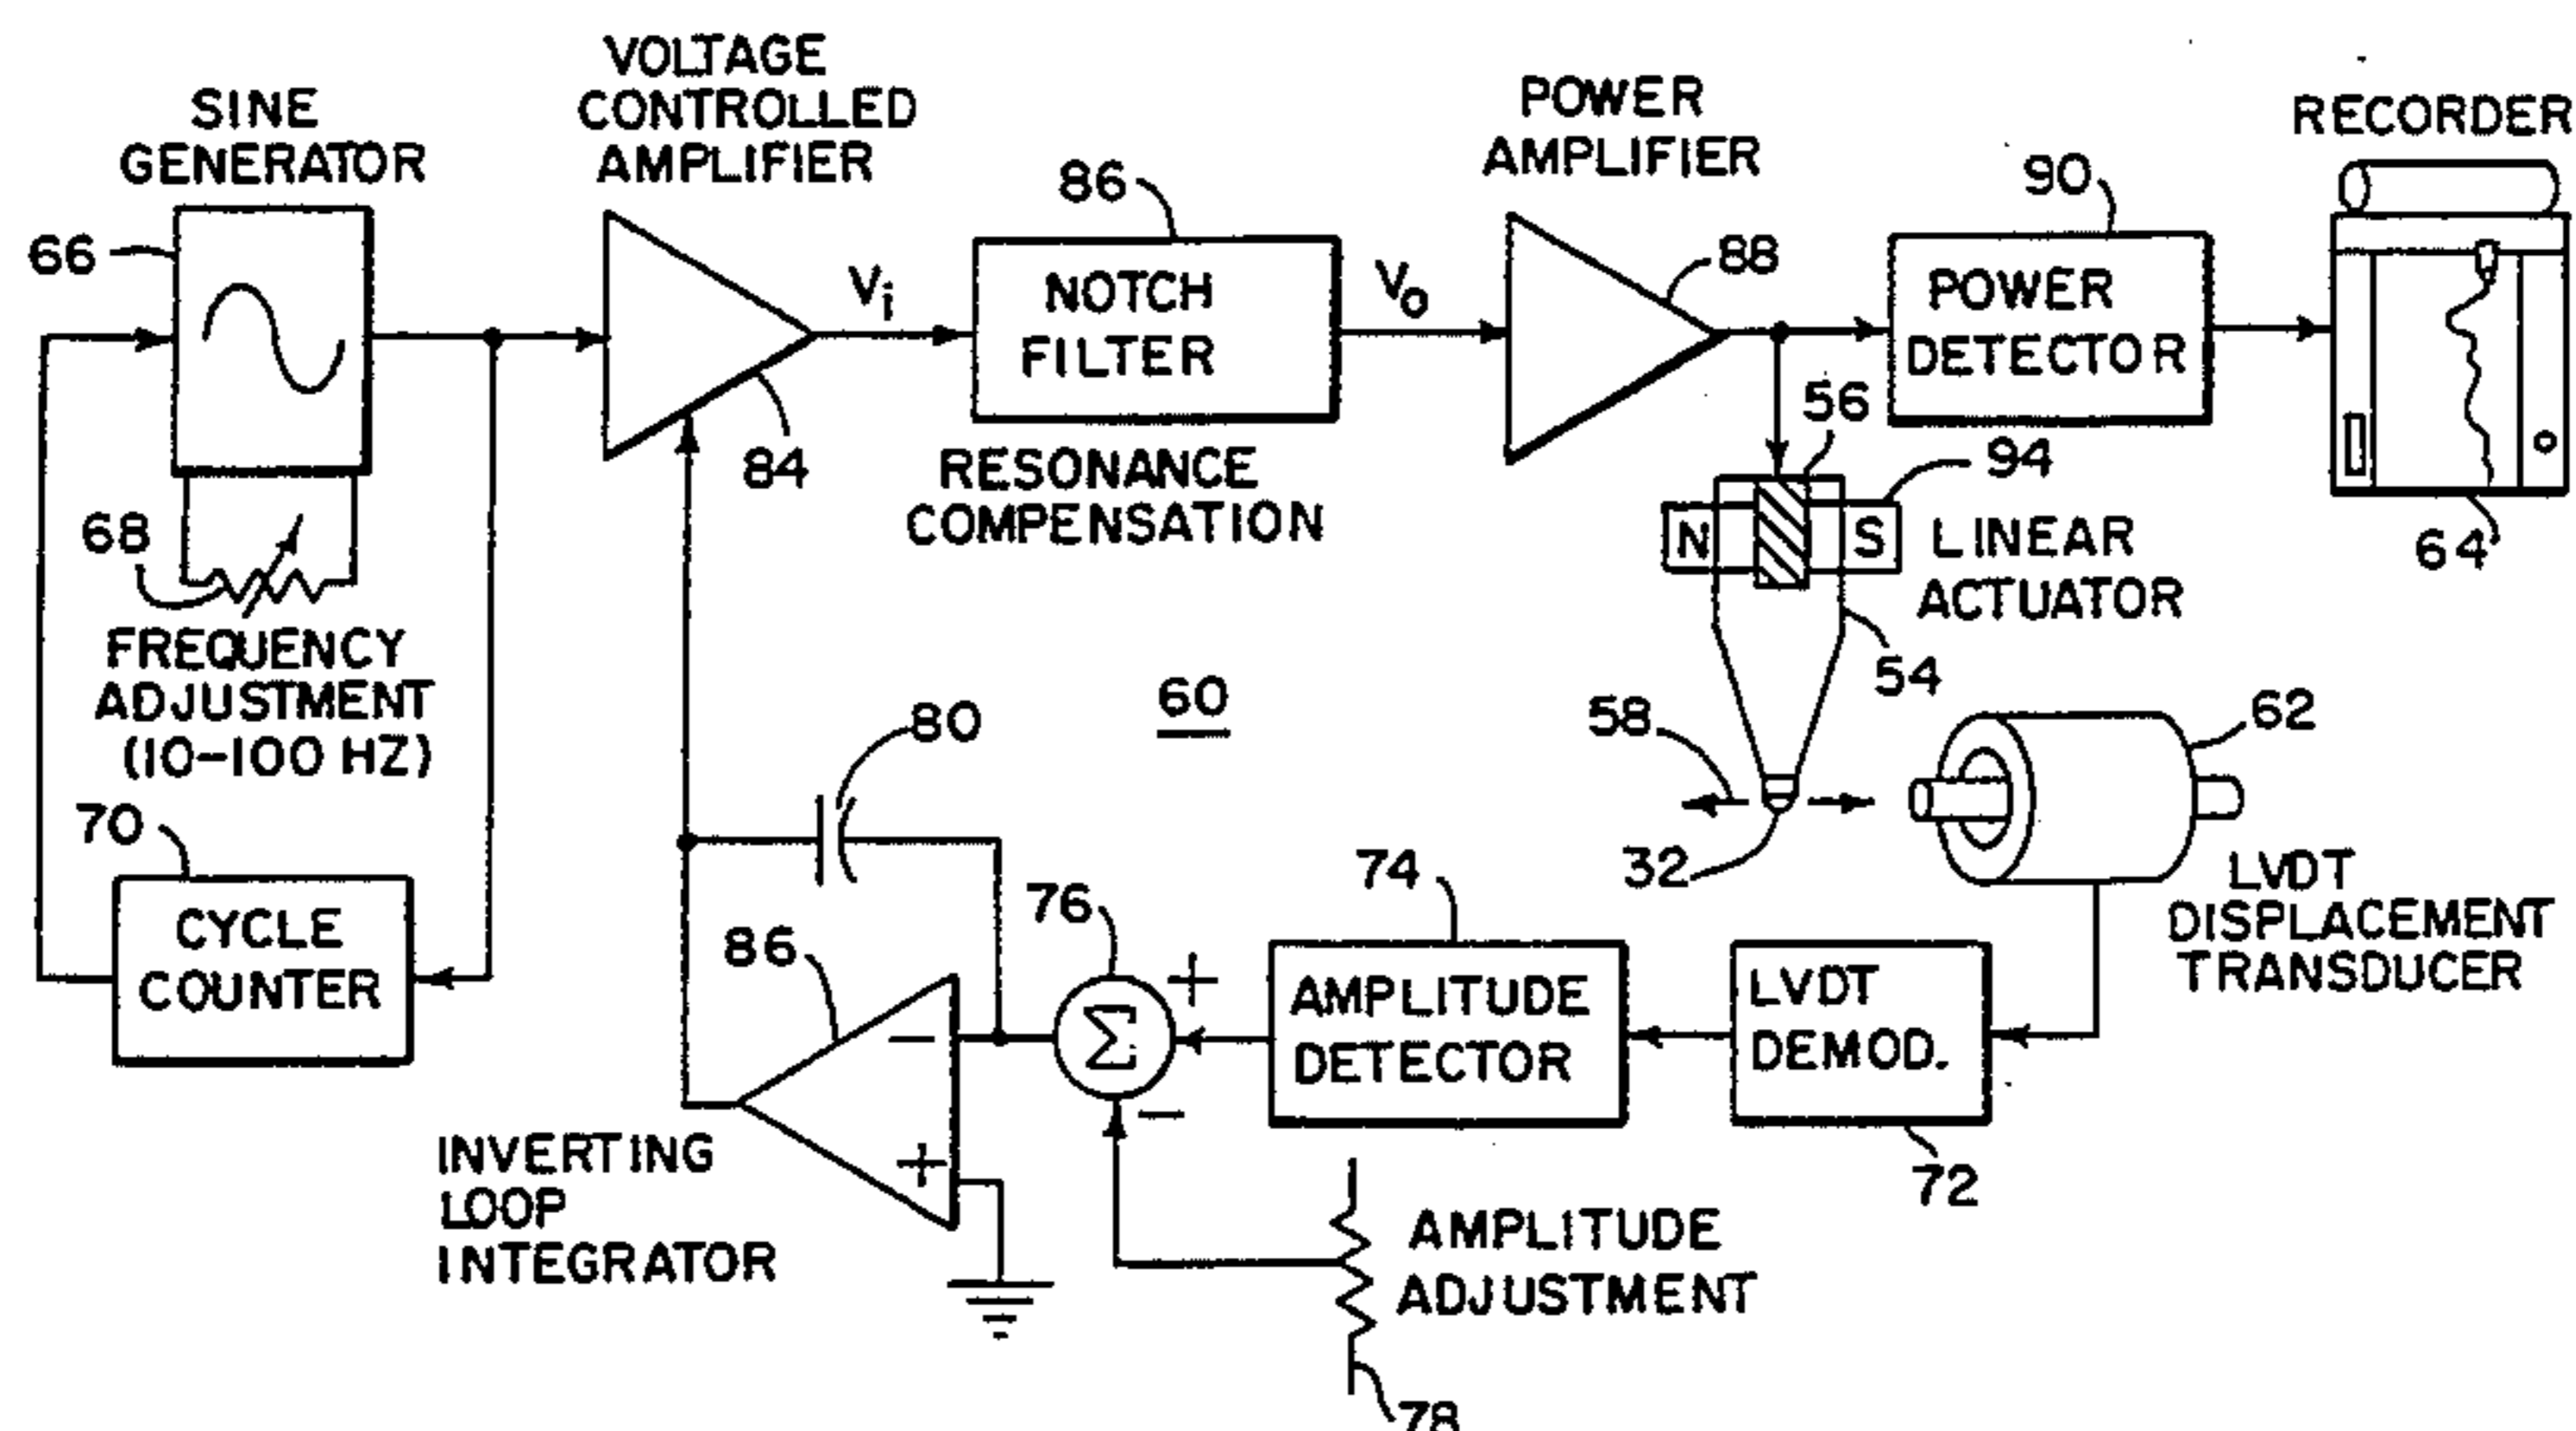 SINE
GENERATOR
66
68
FREQUENCY
ADJUSTMENT
(10-100 HZ)
70
CYCLE
COUNTER
VOLTAGE
CONTROLLED
AMPLIFIER
84
Vi
86
NOTCH
FILTER
RESONANCE
COMPENSATION
Vo
POWER
AMPLIFIER
88
90
POWER
DETECTOR
RECORDER
64
56
94
N
S
LINEAR
ACTUATOR
54
58
32
60
62
LVDT
DISPLACEMENT
TRANSDUCER
LVDT
DEMOD.
72
74
AMPLITUDE
DETECTOR
76
+
Σ
−
80
86
−
+
INVERTING
LOOP
INTEGRATOR
AMPLITUDE
ADJUSTMENT
78